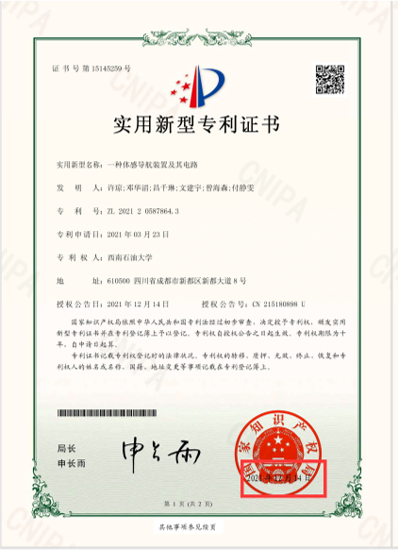 证书号第15145259号
实用新型专利证书
实用新型名称：一种体感导航装置及其电路
发 明 人：许琼;邓华滔;昌千琳;文建宇;曾海森;付静雯
专 利 号：ZL 2021 2 0587864.3
专利申请日：2021年03月23日
专 利 权 人：西南石油大学
地 址：610500 四川省成都市新都区新都大道8号
授权公告日：2021年12月14日 授权公告号：CN 215180898 U
国家知识产权局依照中华人民共和国专利法经过初步审查，决定授予专利权，颁发实用
新型专利证书并在专利登记簿上予以登记。专利权自授权公告之日起生效。专利权期限为十
年，自申请日起算。
专利证书记载专利权登记时的法律状况。专利权的转移、质押、无效、终止、恢复和专
利权人的姓名或名称、国籍、地址变更等事项记载在专利登记簿上。
局长
申长雨
申长雨
国家知识产权局
2021年12月14日
第 1 页 (共 2 页)
其他事项参见续页
CNIPA
CNIPA
CNIPA
CNIPA